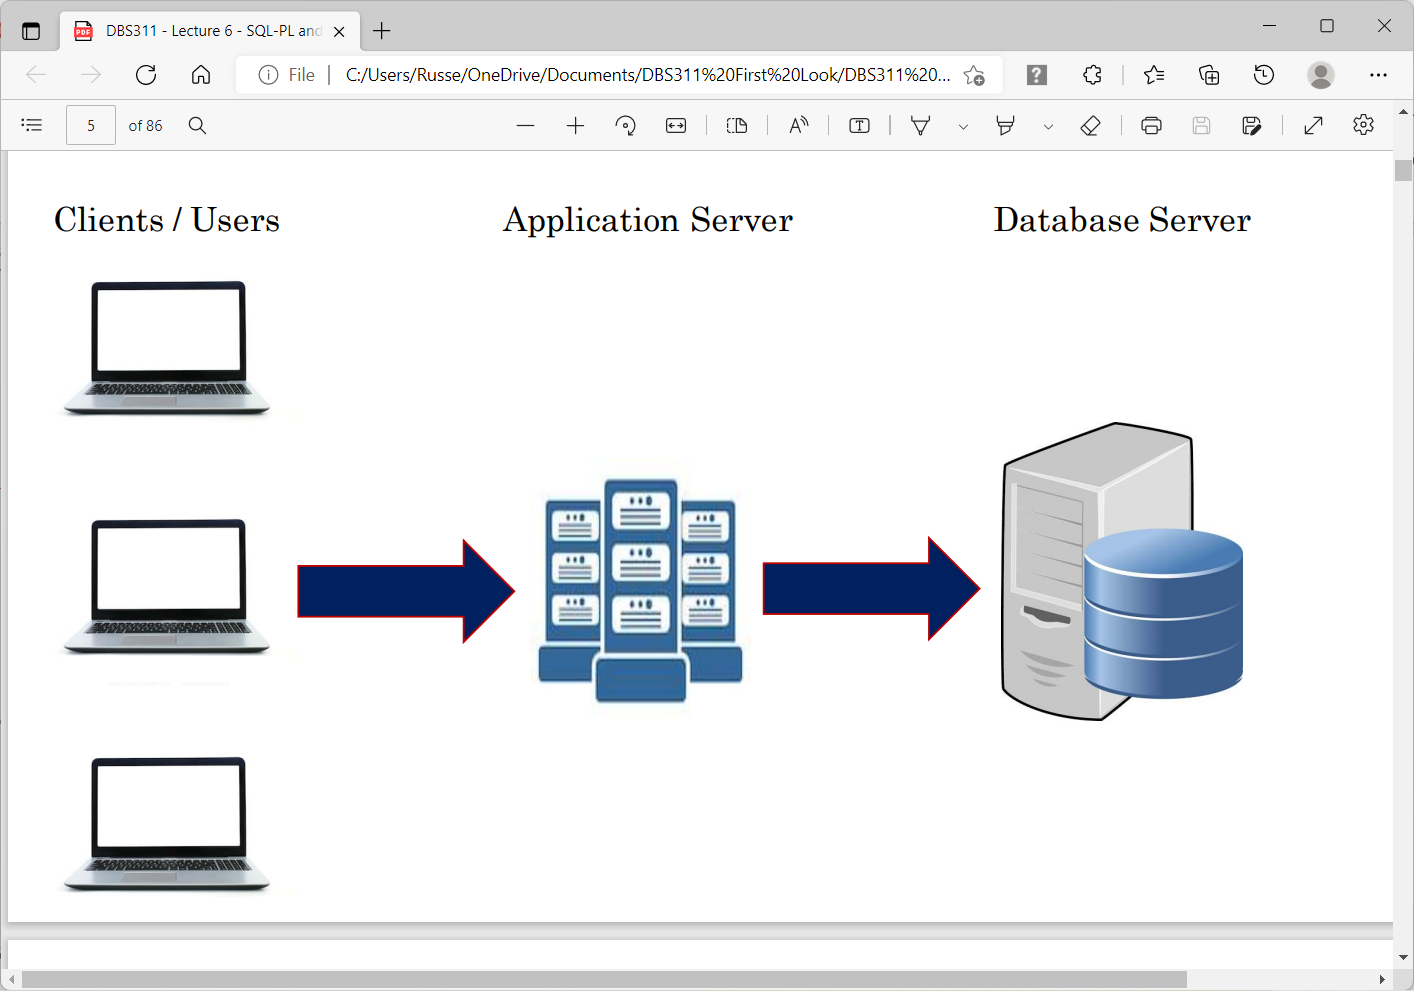 DBS311 - Lecture 6 - SQL-PL and
File
C:/Users/Russe/OneDrive/Documents/DBS311%20First%20Look/DBS311%20...
5 of 86
Clients / Users
Application Server
Database Server